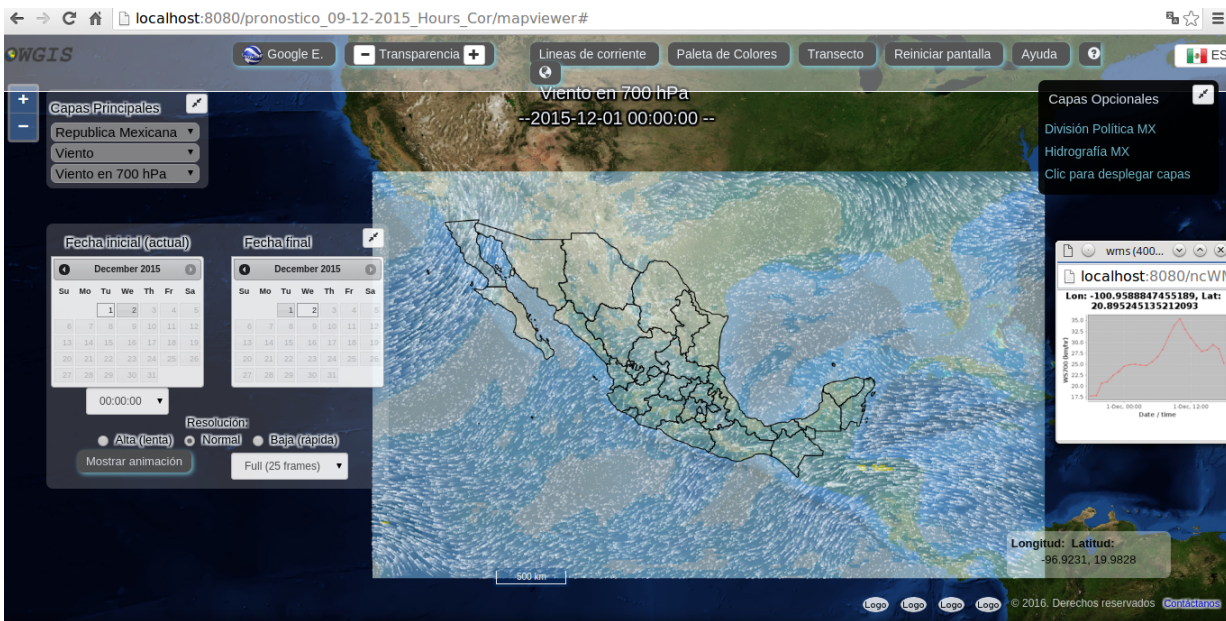 localhost:8080/pronostico_09-12-2015_Hours_Cor/mapviewer#
OWGIS
Google E.
− Transparencia +
Lineas de corriente
Paleta de Colores
Transecto
Reiniciar pantalla
Ayuda
?
ES
+
−
Capas Principales
Republica Mexicana
Viento
Viento en 700 hPa
Viento en 700 hPa
--2015-12-01 00:00:00 --
Capas Opcionales
División Política MX
Hidrografía MX
Clic para desplegar capas
Fecha inicial (actual)
December 2015
Su Mo Tu We Th Fr Sa
1 2 3 4 5
6 7 8 9 10 11 12
13 14 15 16 17 18 19
20 21 22 23 24 25 26
27 28 29 30 31
00:00:00
Fecha final
December 2015
Su Mo Tu We Th Fr Sa
1 2 3 4 5
6 7 8 9 10 11 12
13 14 15 16 17 18 19
20 21 22 23 24 25 26
27 28 29 30 31
Resolución:
Alta (lenta) Normal Baja (rápida)
Mostrar animación
Full (25 frames)
wms (400...
localhost:8080/ncWM
Lon: -100.9588847455189, Lat:
20.895245135212093
35.0
32.5
30.0
27.5
25.0
22.5
20.0
17.5
WS700 (km/hr)
1-Dec, 00:00 1-Dec, 12:00
Date / time
Longitud: Latitud:
-96.9231, 19.9828
500 km
Logo Logo Logo Logo © 2016. Derechos reservados Contáctanos